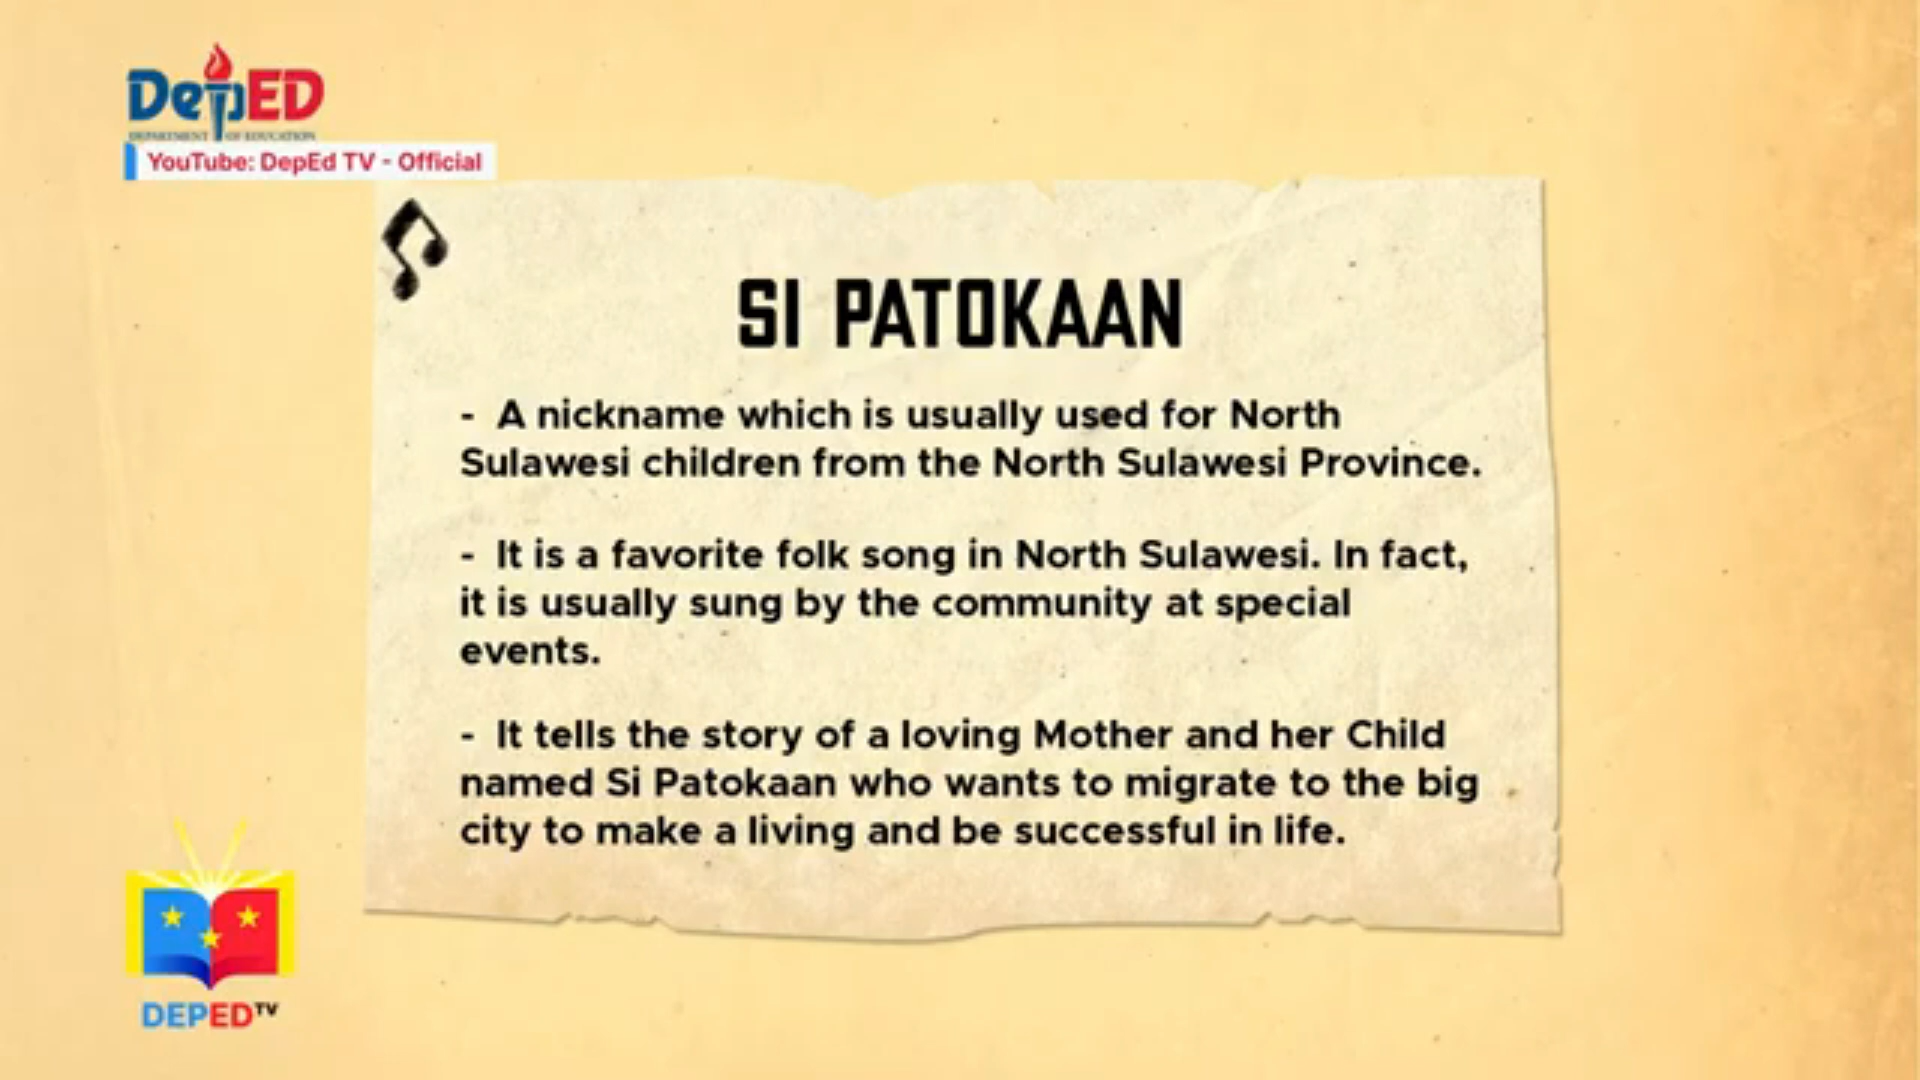 DepED
DEPARTMENT OF EDUCATION
YouTube: DepEd TV - Official
SI PATOKAAN
- A nickname which is usually used for North
Sulawesi children from the North Sulawesi Province.
- It is a favorite folk song in North Sulawesi. In fact,
it is usually sung by the community at special
events.
- It tells the story of a loving Mother and her Child
named Si Patokaan who wants to migrate to the big
city to make a living and be successful in life.
DEPED TV